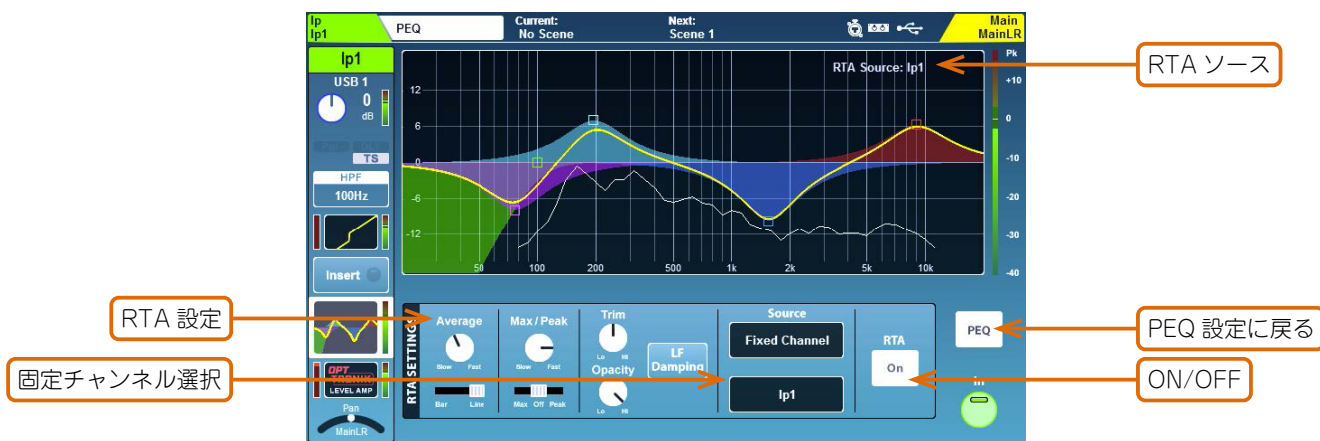 Ip
Ip1
PEQ
Current:
No Scene
Next:
Scene 1
Main
MainLR
Ip1
USB 1
0
dB
TS
HPF
100Hz
Insert
OPT
TRONIK
LEVEL AMP
Pan
MainLR
RTA Source: Ip1
12
6
0
-6
-12
50
100
200
500
1k
2k
5k
10k
Pk
+10
0
-10
-20
-30
-40
RTA SETTINGS
Average
Slow Fast
Bar Line
Max / Peak
Slow Fast
Max Off Peak
Trim
Lo Hi
Opacity
Lo Hi
LF
Damping
Source
Fixed Channel
Ip1
RTA
On
PEQ
In
RTA ソース
RTA 設定
固定チャンネル選択
PEQ 設定に戻る
ON/OFF